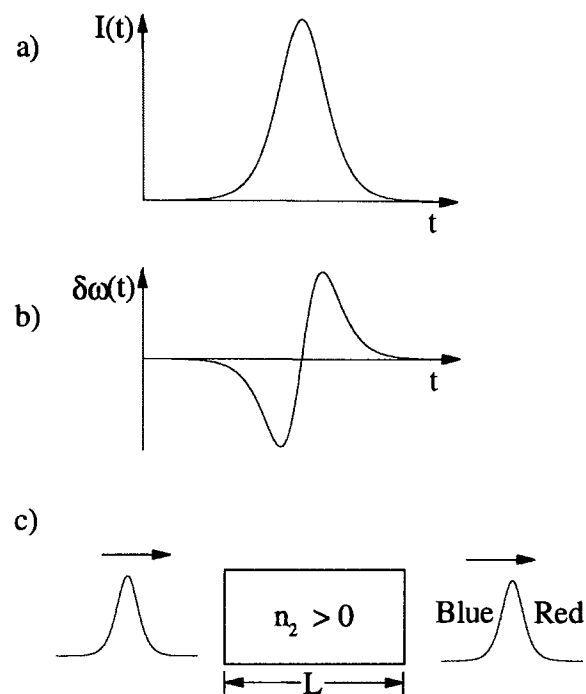 a)
I(t)
t
b)
δω(t)
t
c)
n₂ > 0
Blue Red
L